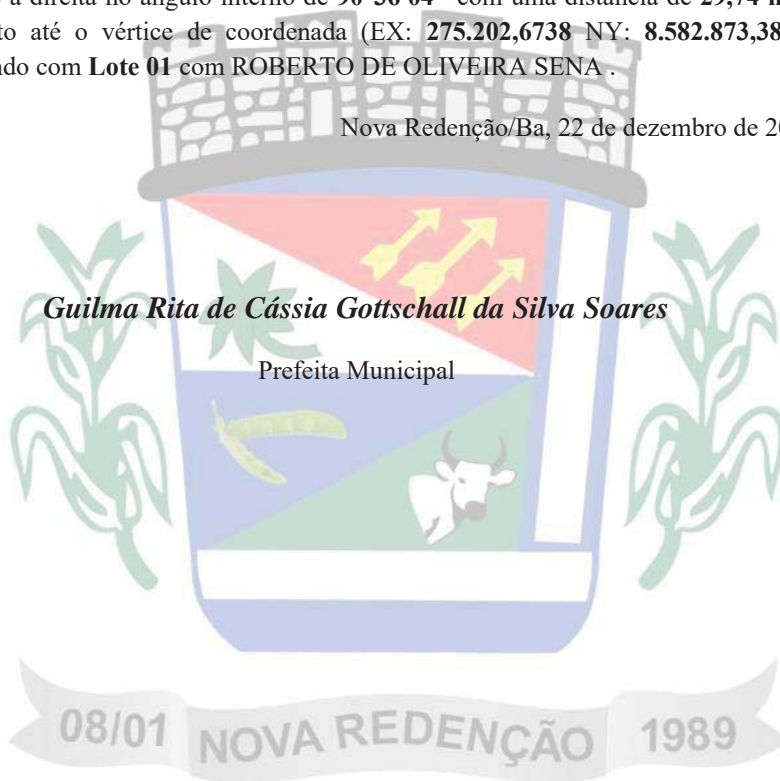 a direita no ângulo interno de 90°36'04" com uma distância de 29,74
até o vértice de coordenada (EX: 275.202,6738 NY: 8.582.873,38
com Lote 01 com ROBERTO DE OLIVEIRA SENA .
Nova Redenção/Ba, 22 de dezembro de
Guilma Rita de Cássia Gottschall da Silva Soares
Prefeita Municipal
08/01 NOVA REDENÇÃO 1989